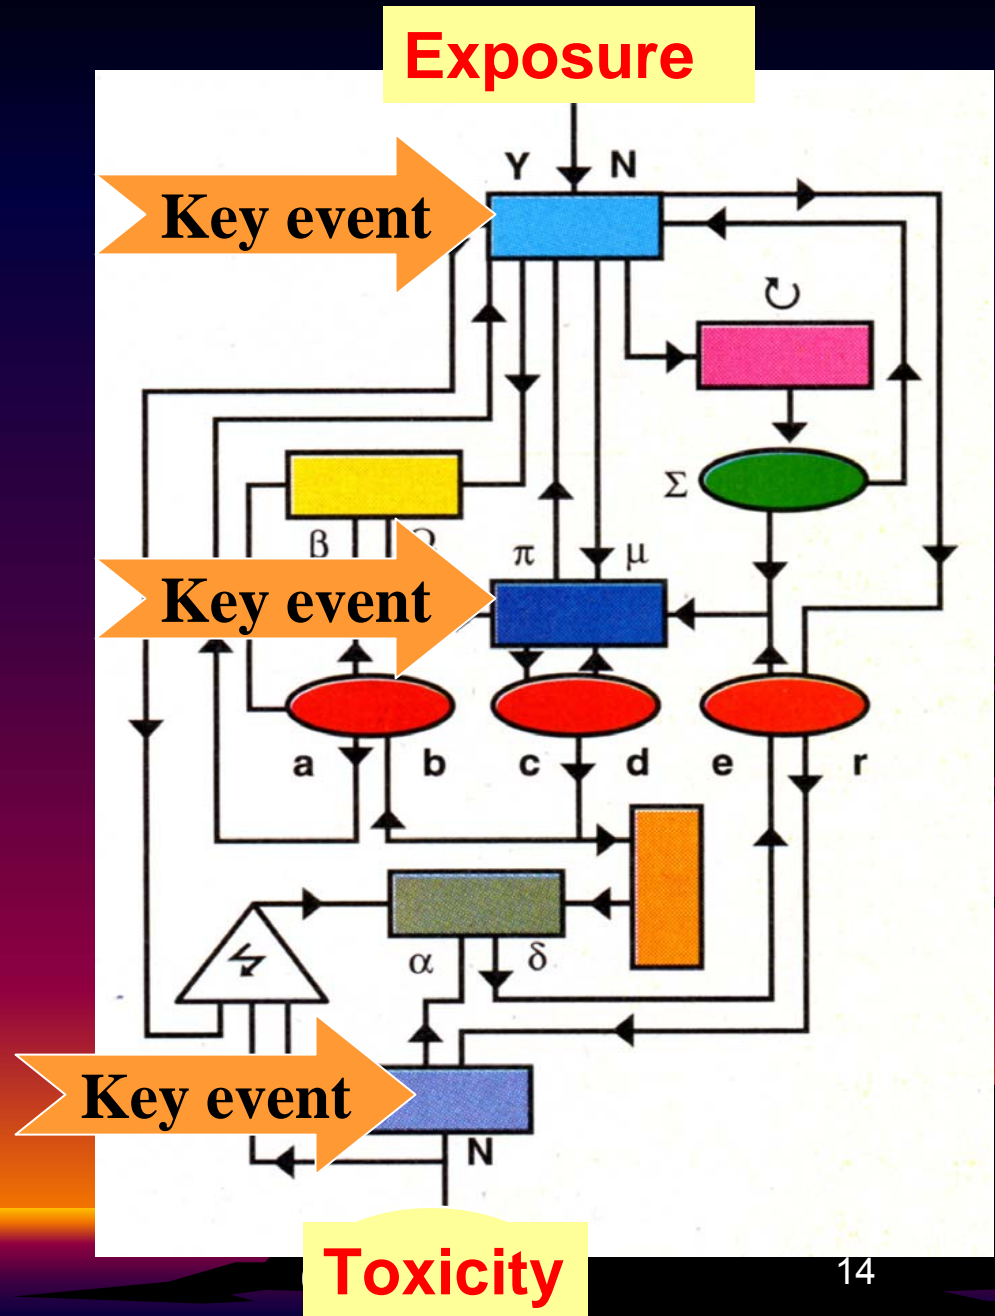 Exposure
Y N
Key event
Σ
β
π μ
Key event
a b c d e r
α δ
Key event
N
Toxicity
14